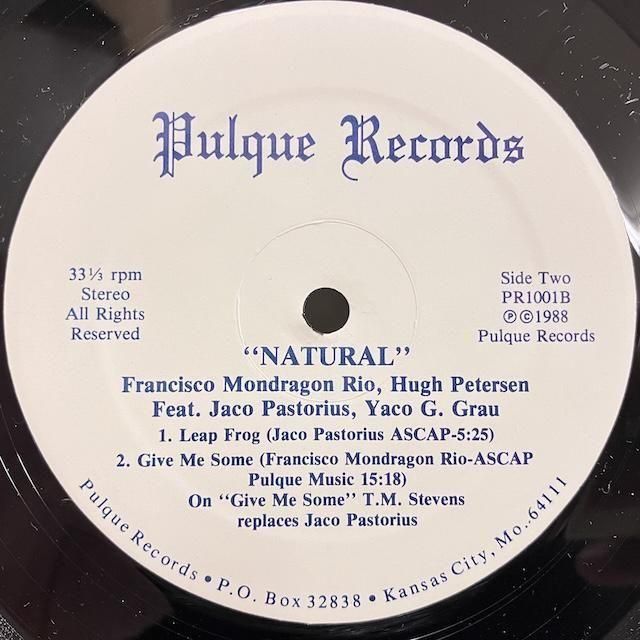 Pulque Records
33⅓ rpm
Stereo
All Rights
Reserved
Side Two
PR1001B
℗©1988
Pulque Records
“NATURAL”
Francisco Mondragon Rio, Hugh Petersen
Feat. Jaco Pastorius, Yaco G. Grau
1. Leap Frog (Jaco Pastorius ASCAP-5:25)
2. Give Me Some (Francisco Mondragon Rio-ASCAP
Pulque Music 15:18)
On “Give Me Some” T.M. Stevens
replaces Jaco Pastorius
Pulque Records • P.O. Box 32838 • Kansas City, Mo..64111